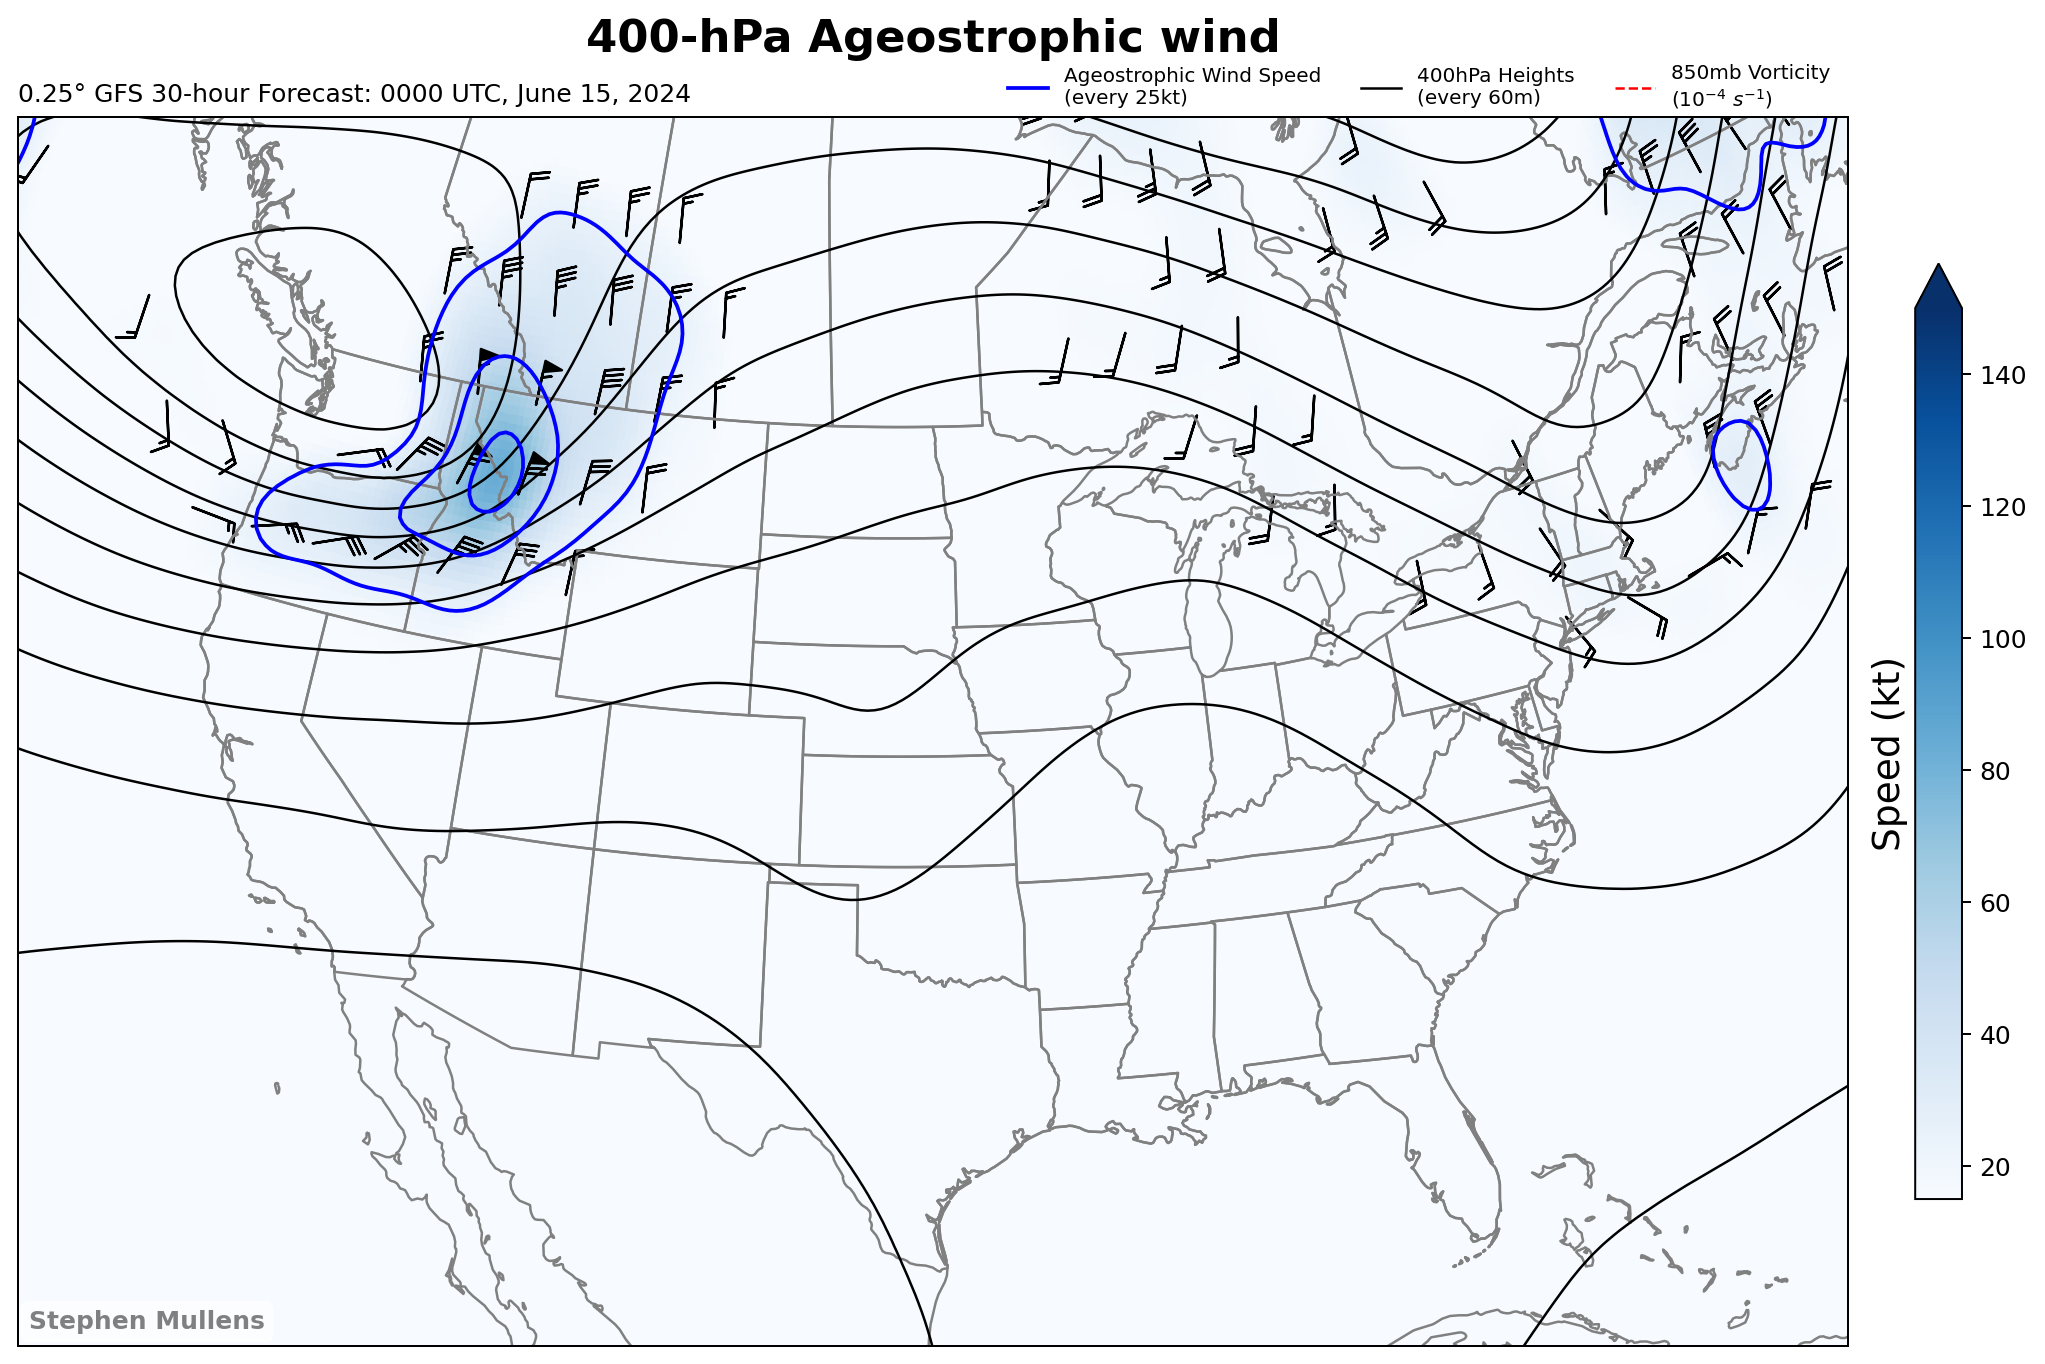 400-hPa Ageostrophic wind
0.25° GFS 30-hour Forecast: 0000 UTC, June 15, 2024
Ageostrophic Wind Speed
(every 25kt)
400hPa Heights
(every 60m)
850mb Vorticity
(10⁻⁴ s⁻¹)
140
120
100
80
60
40
20
Speed (kt)
Stephen Mullens